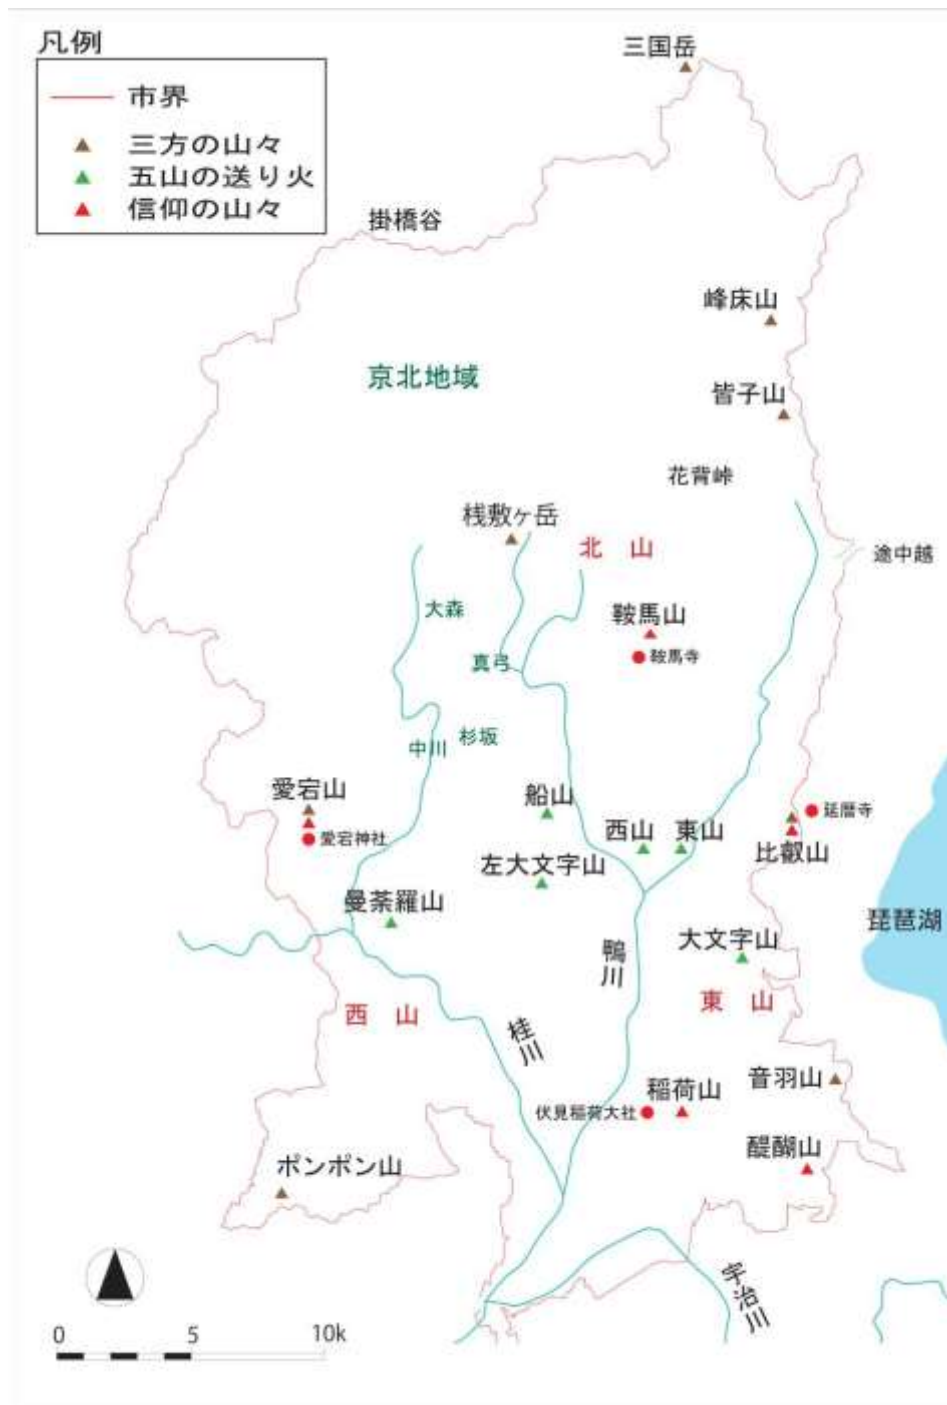 凡例
市界
三方の山々
五山の送り火
信仰の山々
三国岳
掛橋谷
峰床山
京北地域
皆子山
花背峠
桟敷ヶ岳
北 山
途中越
大森
鞍馬山
鞍馬寺
真弓
杉坂
中川
愛宕山
愛宕神社
船山
西山
東山
延暦寺
比叡山
左大文字山
曼荼羅山
琵琶湖
大文字山
鴨川
西 山
東 山
桂川
音羽山
稲荷山
伏見稲荷大社
醍醐山
ポンポン山
宇治川
0 5 10k